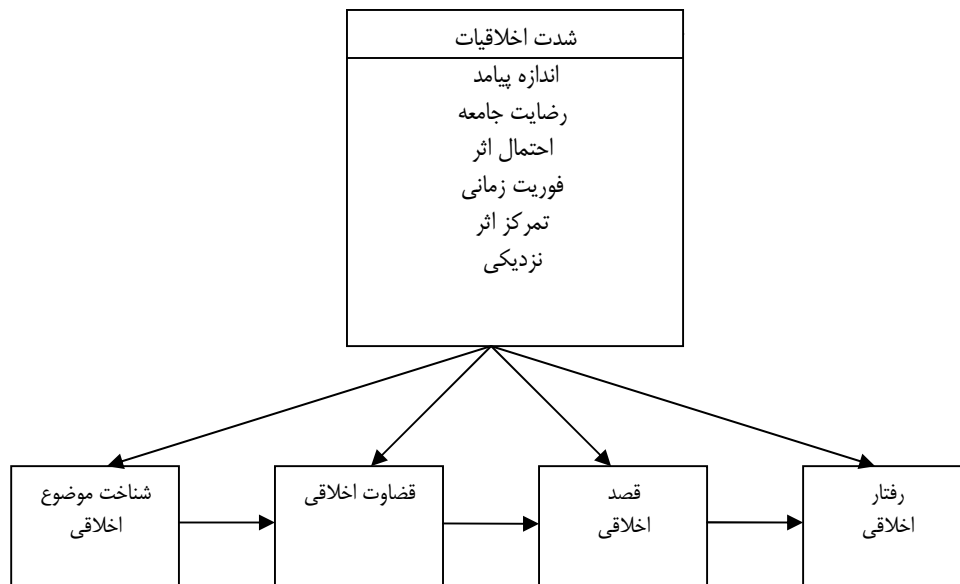 شدت اخلاقیات
اندازه پیامد
رضایت جامعه
احتمال اثر
فوریت زمانی
تمرکز اثر
نزدیکی
شناخت موضوع
اخلاقی
قضاوت اخلاقی
قصد
اخلاقی
رفتار
اخلاقی